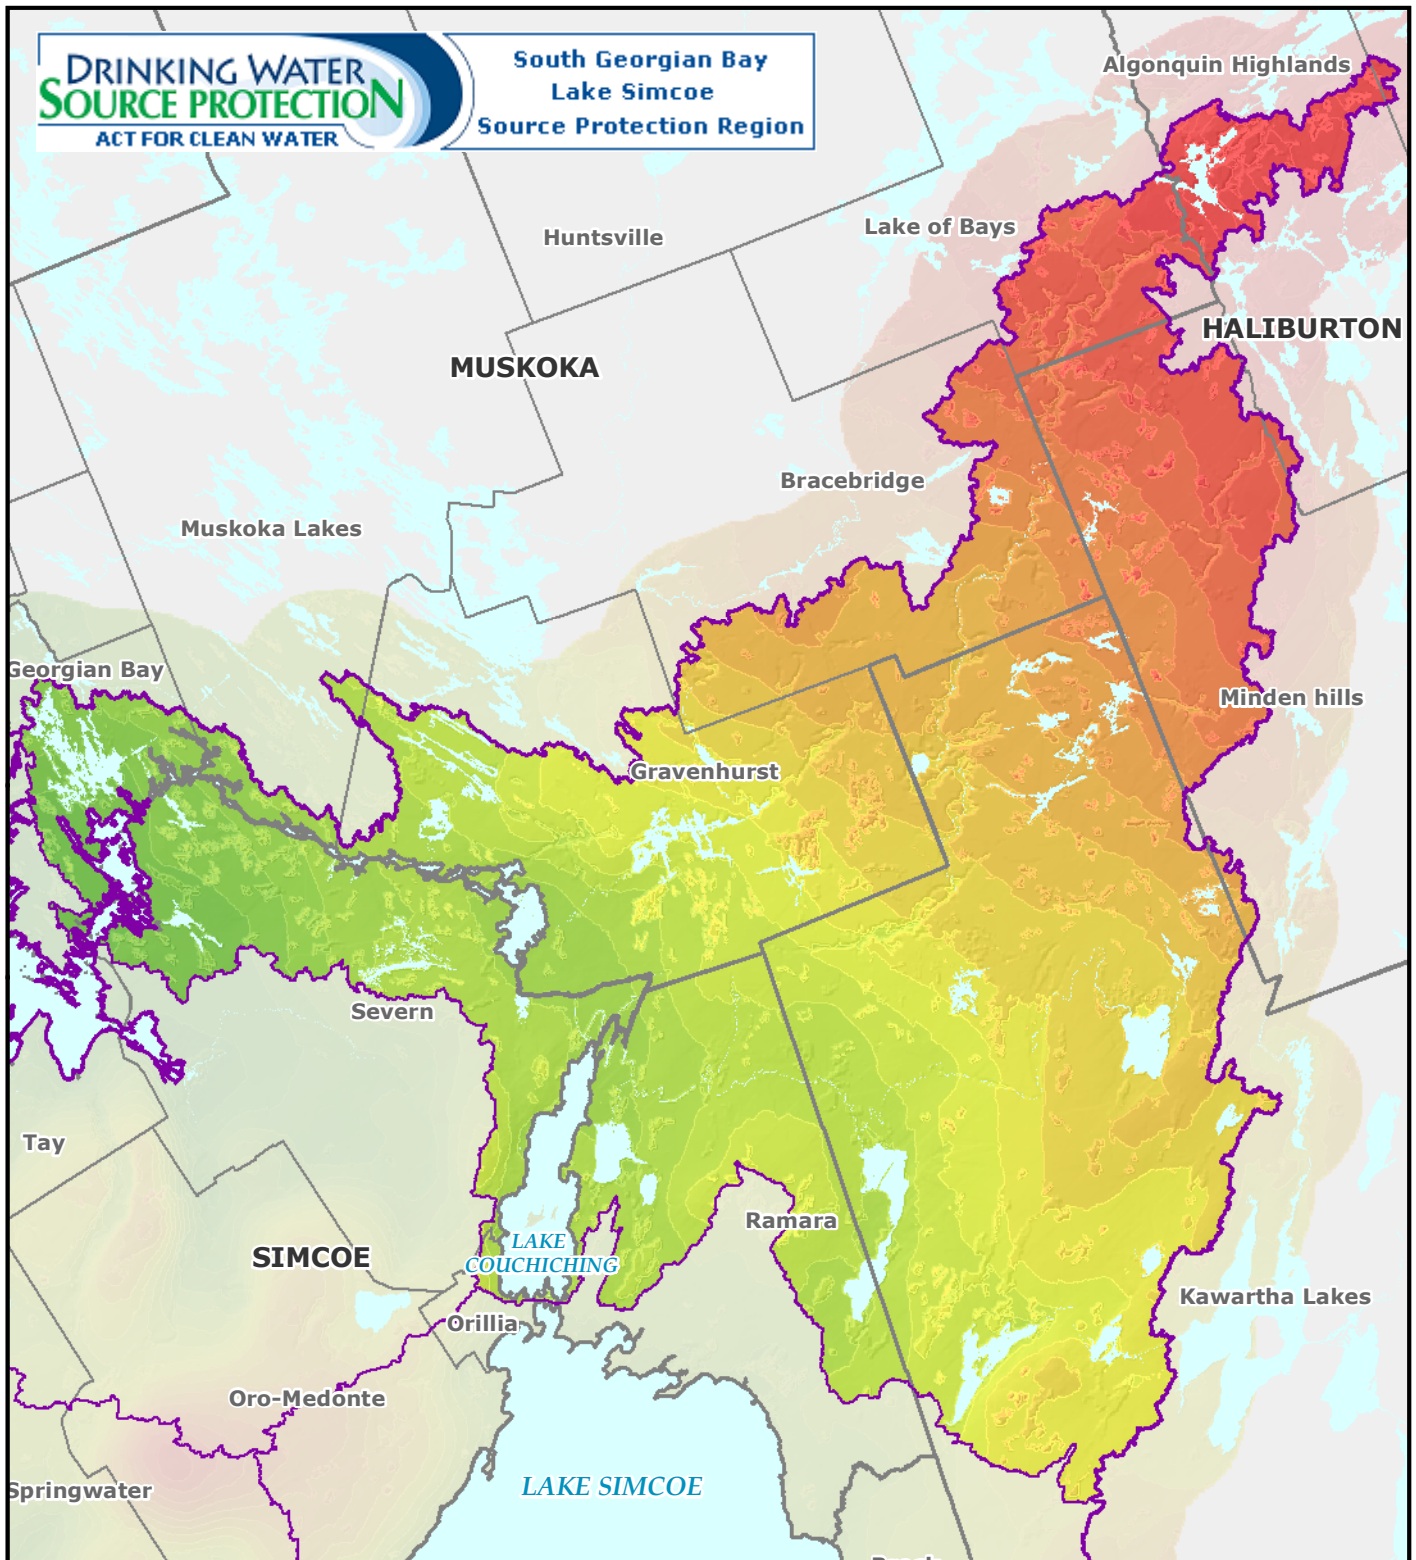 DRINKING WATER
SOURCE PROTECTION
ACT FOR CLEAN WATER
South Georgian Bay
Lake Simcoe
Source Protection Region
Algonquin Highlands
Lake of Bays
Huntsville
HALIBURTON
MUSKOKA
Bracebridge
Muskoka Lakes
Georgian Bay
Minden hills
Gravenhurst
Severn
Tay
Ramara
SIMCOE
LAKE
COUCHICHING
Kawartha Lakes
Orillia
Oro-Medonte
LAKE SIMCOE
Springwater